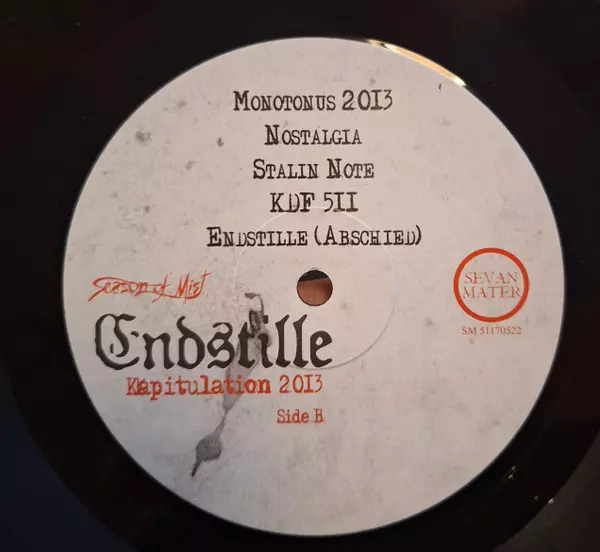 Monotonus 2013
Nostalgia
Stalin Note
KDF 511
Endstille (Abschied)
Season of Mist
SEVAN
MATER
SM 51170522
Endstille
Kapitulation 2013
Side B